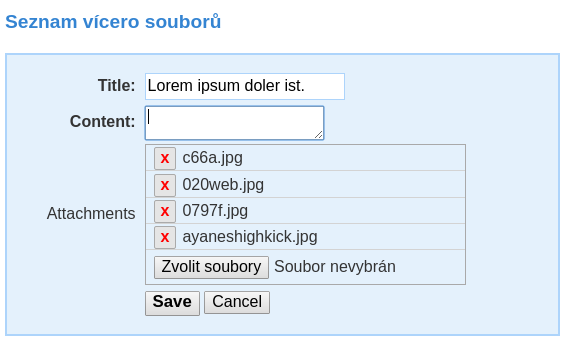 Seznam vícero souborů
Title: Lorem ipsum doler ist.
Content:
Attachments
x c66a.jpg
x 020web.jpg
x 0797f.jpg
x ayaneshighkick.jpg
Zvolit soubory Soubor nevybrán
Save Cancel